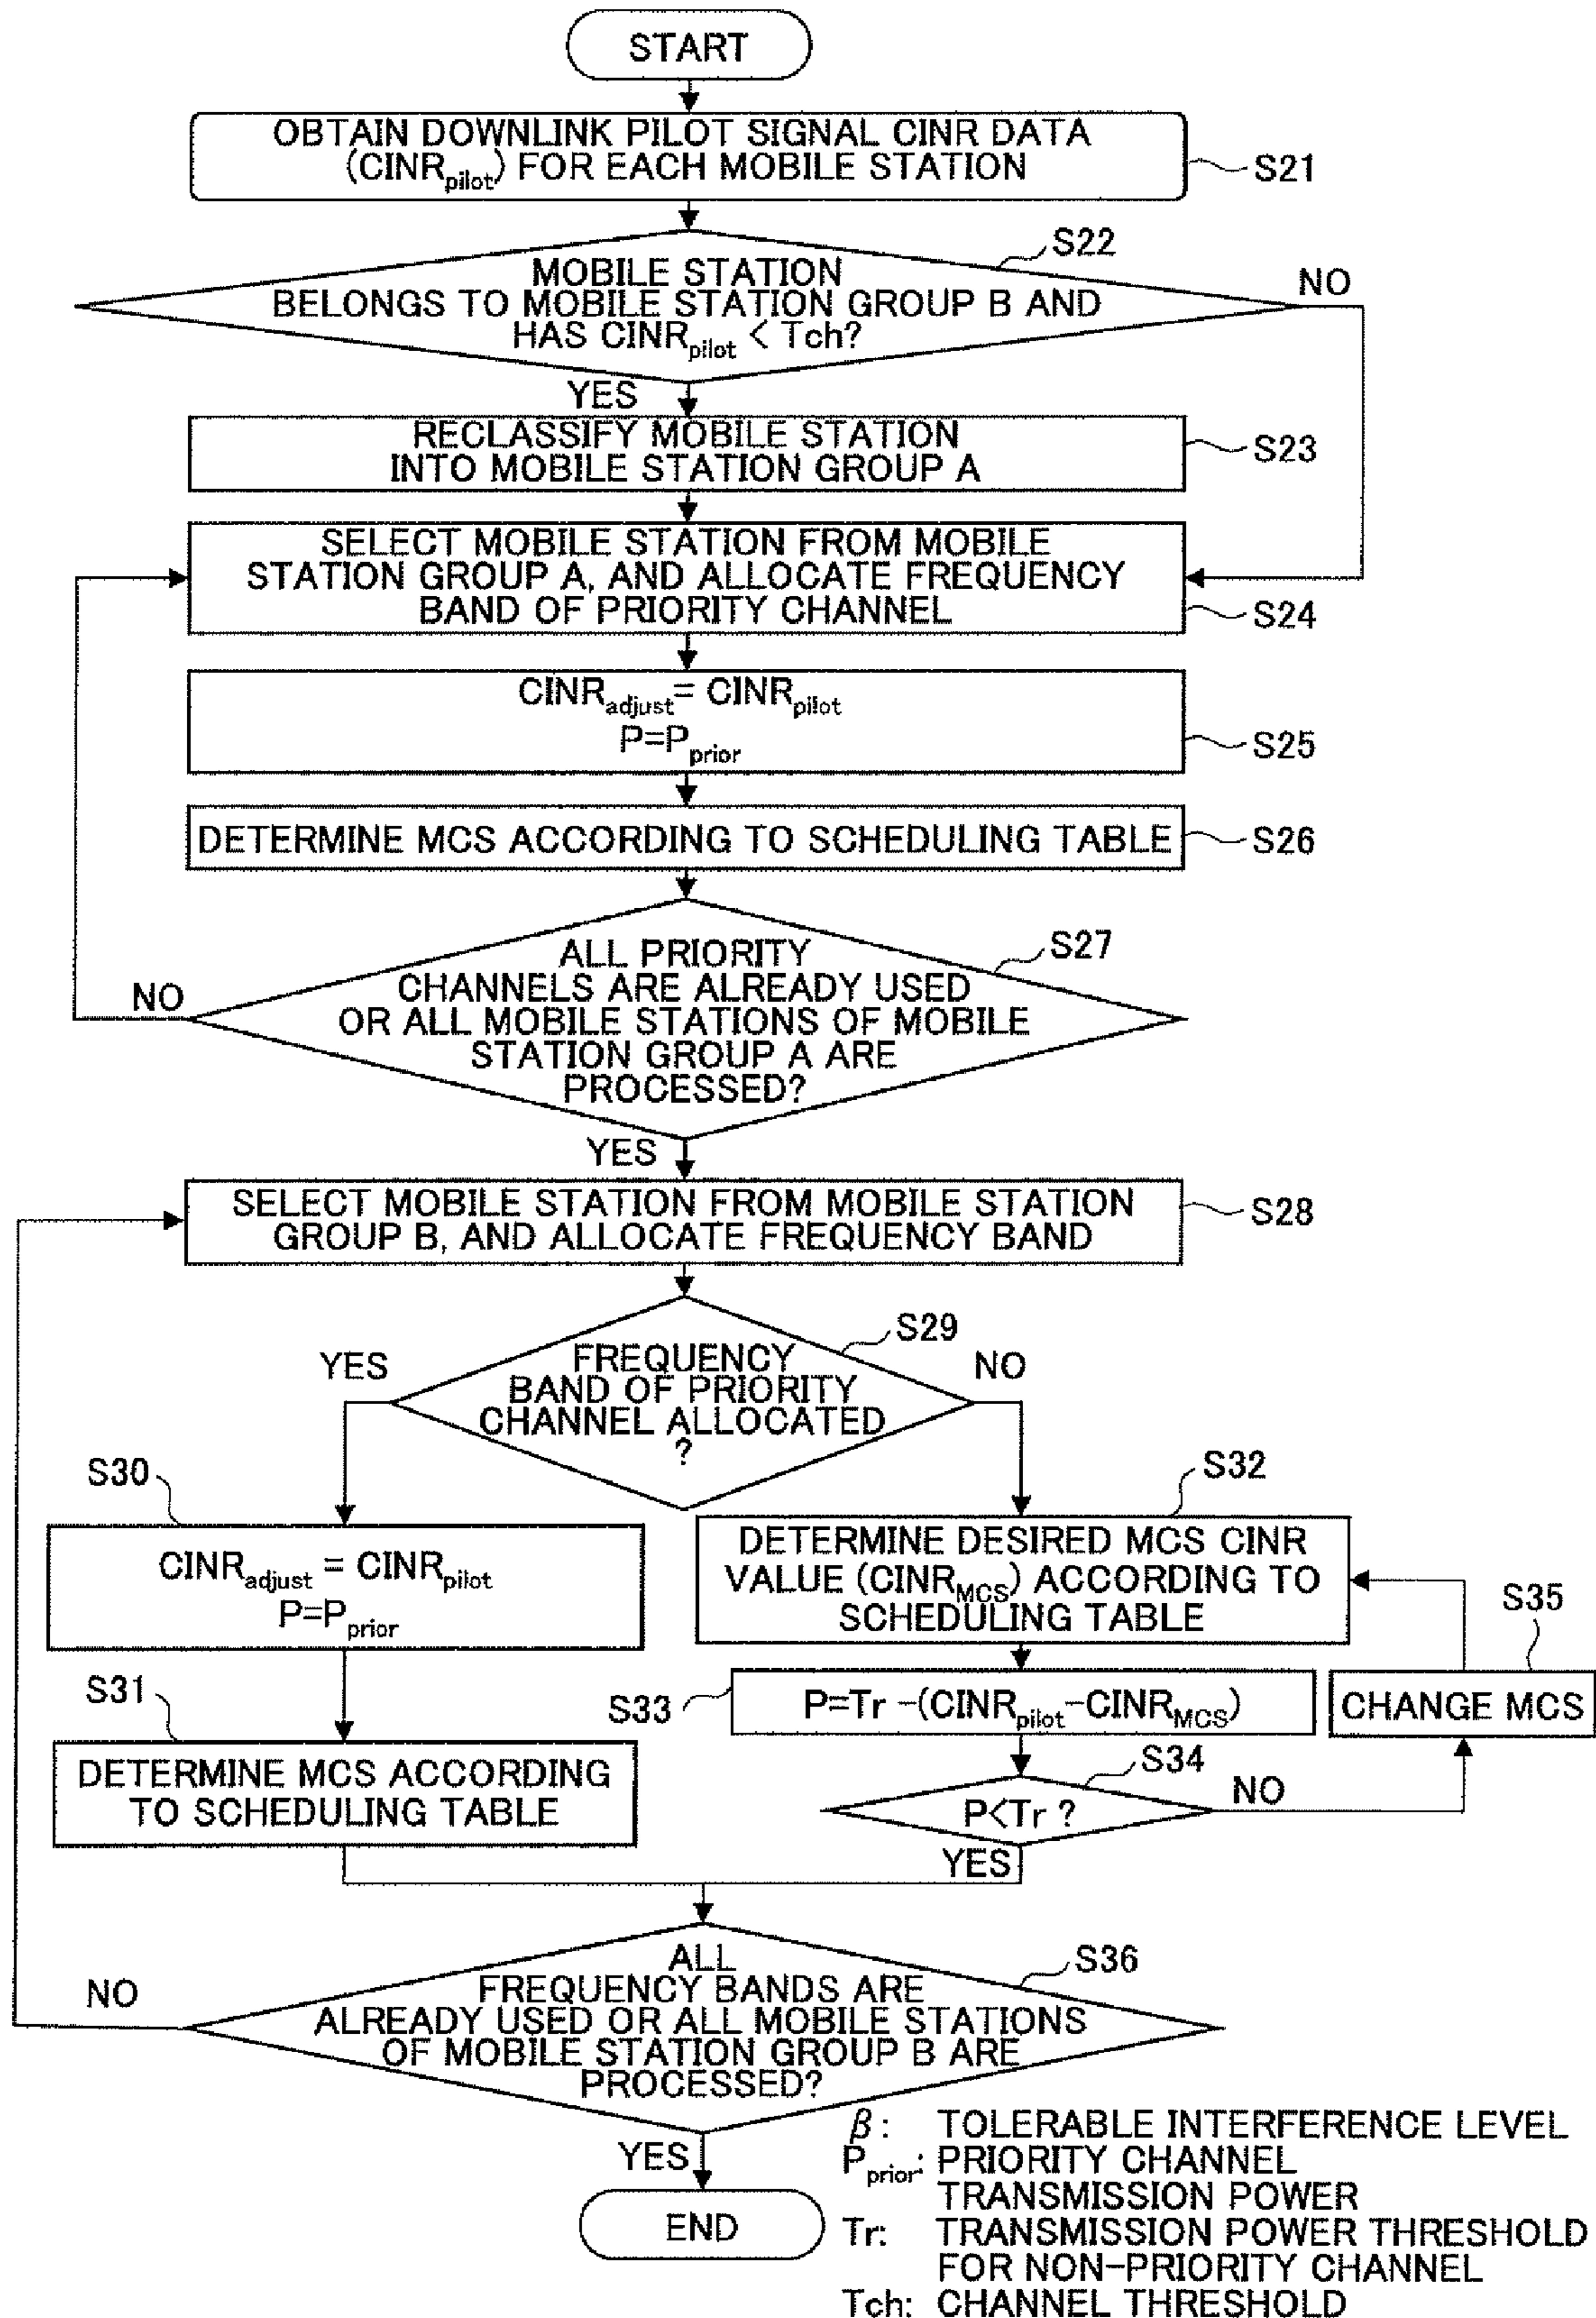 START
OBTAIN DOWNLINK PILOT SIGNAL CINR DATA
(CINRpilot) FOR EACH MOBILE STATION
S21
S22
MOBILE STATION
BELONGS TO MOBILE STATION GROUP B AND
HAS CINRpilot < Tch?
NO
YES
RECLASSIFY MOBILE STATION
INTO MOBILE STATION GROUP A
S23
SELECT MOBILE STATION FROM MOBILE
STATION GROUP A, AND ALLOCATE FREQUENCY
BAND OF PRIORITY CHANNEL
S24
CINRadjust= CINRpilot
P=Pprior
S25
DETERMINE MCS ACCORDING TO SCHEDULING TABLE
S26
S27
ALL PRIORITY
CHANNELS ARE ALREADY USED
OR ALL MOBILE STATIONS OF MOBILE
STATION GROUP A ARE
PROCESSED?
NO
YES
SELECT MOBILE STATION FROM MOBILE STATION
GROUP B, AND ALLOCATE FREQUENCY BAND
S28
S29
FREQUENCY
BAND OF PRIORITY
CHANNEL ALLOCATED
?
YES
NO
S30
CINRadjust = CINRpilot
P=Pprior
S31
DETERMINE MCS ACCORDING
TO SCHEDULING TABLE
S32
DETERMINE DESIRED MCS CINR
VALUE (CINRMCS) ACCORDING TO
SCHEDULING TABLE
S33
P=Tr -(CINRpilot-CINRMCS)
S34
P<Tr ?
NO
YES
S35
CHANGE MCS
S36
ALL
FREQUENCY BANDS ARE
ALREADY USED OR ALL MOBILE STATIONS
OF MOBILE STATION GROUP B ARE
PROCESSED?
NO
YES
END
β: TOLERABLE INTERFERENCE LEVEL
Pprior: PRIORITY CHANNEL
TRANSMISSION POWER
Tr: TRANSMISSION POWER THRESHOLD
FOR NON-PRIORITY CHANNEL
Tch: CHANNEL THRESHOLD